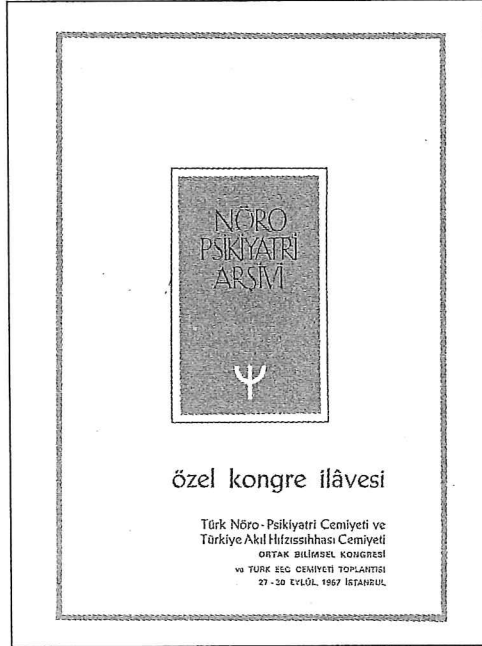 NÖRO
PSİKİYATRİ
ARŞİVİ
Ψ
özel kongre ilâvesi
Türk Nöro - Psikiyatri Cemiyeti ve
Türkiye Akıl Hıfzıssıhhası Cemiyeti
ORTAK BİLİMSEL KONGRESİ
ve TÜRK EEG CEMİYETİ TOPLANTISI
27 - 30 EYLÜL, 1967 İSTANBUL